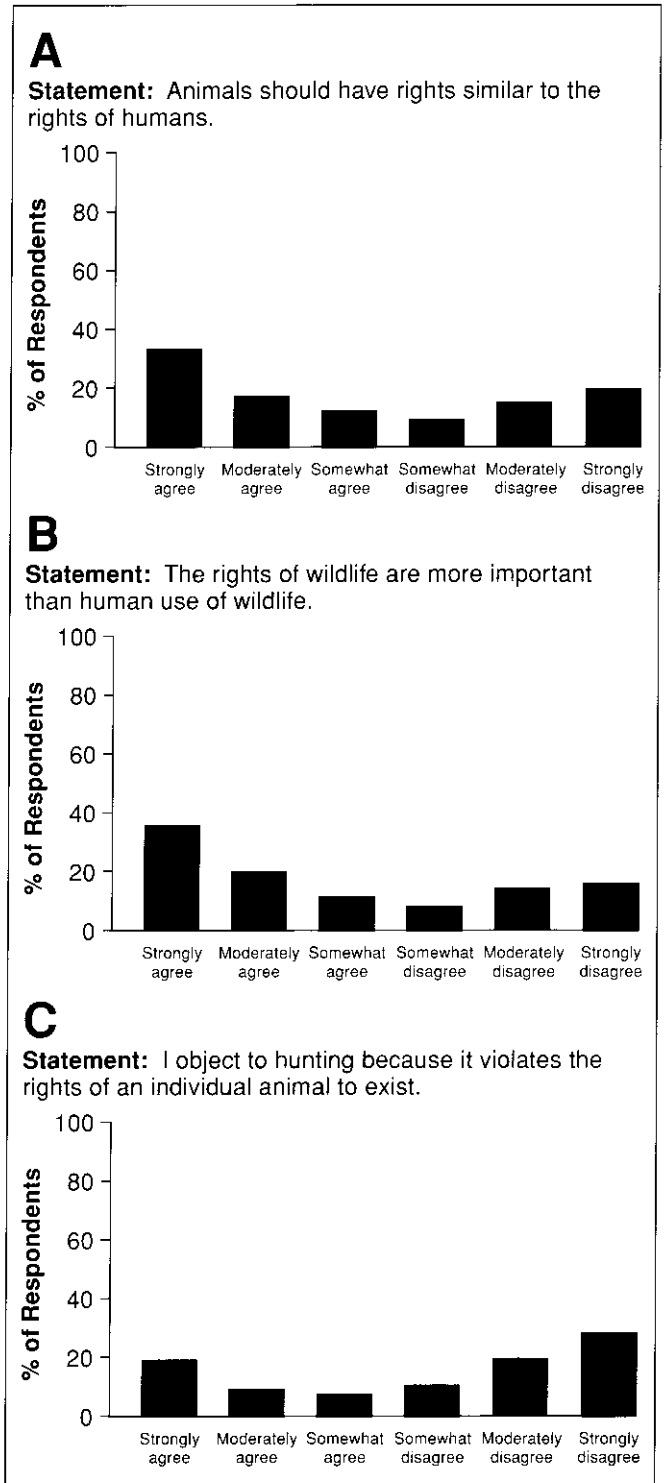 A
Statement: Animals should have rights similar to the
rights of humans.
% of Respondents
100
80
60
40
20
0
Strongly agree
Moderately agree
Somewhat agree
Somewhat disagree
Moderately disagree
Strongly disagree
B
Statement: The rights of wildlife are more important
than human use of wildlife.
% of Respondents
100
80
60
40
20
0
Strongly agree
Moderately agree
Somewhat agree
Somewhat disagree
Moderately disagree
Strongly disagree
C
Statement: I object to hunting because it violates the
rights of an individual animal to exist.
% of Respondents
100
80
60
40
20
0
Strongly agree
Moderately agree
Somewhat agree
Somewhat disagree
Moderately disagree
Strongly disagree